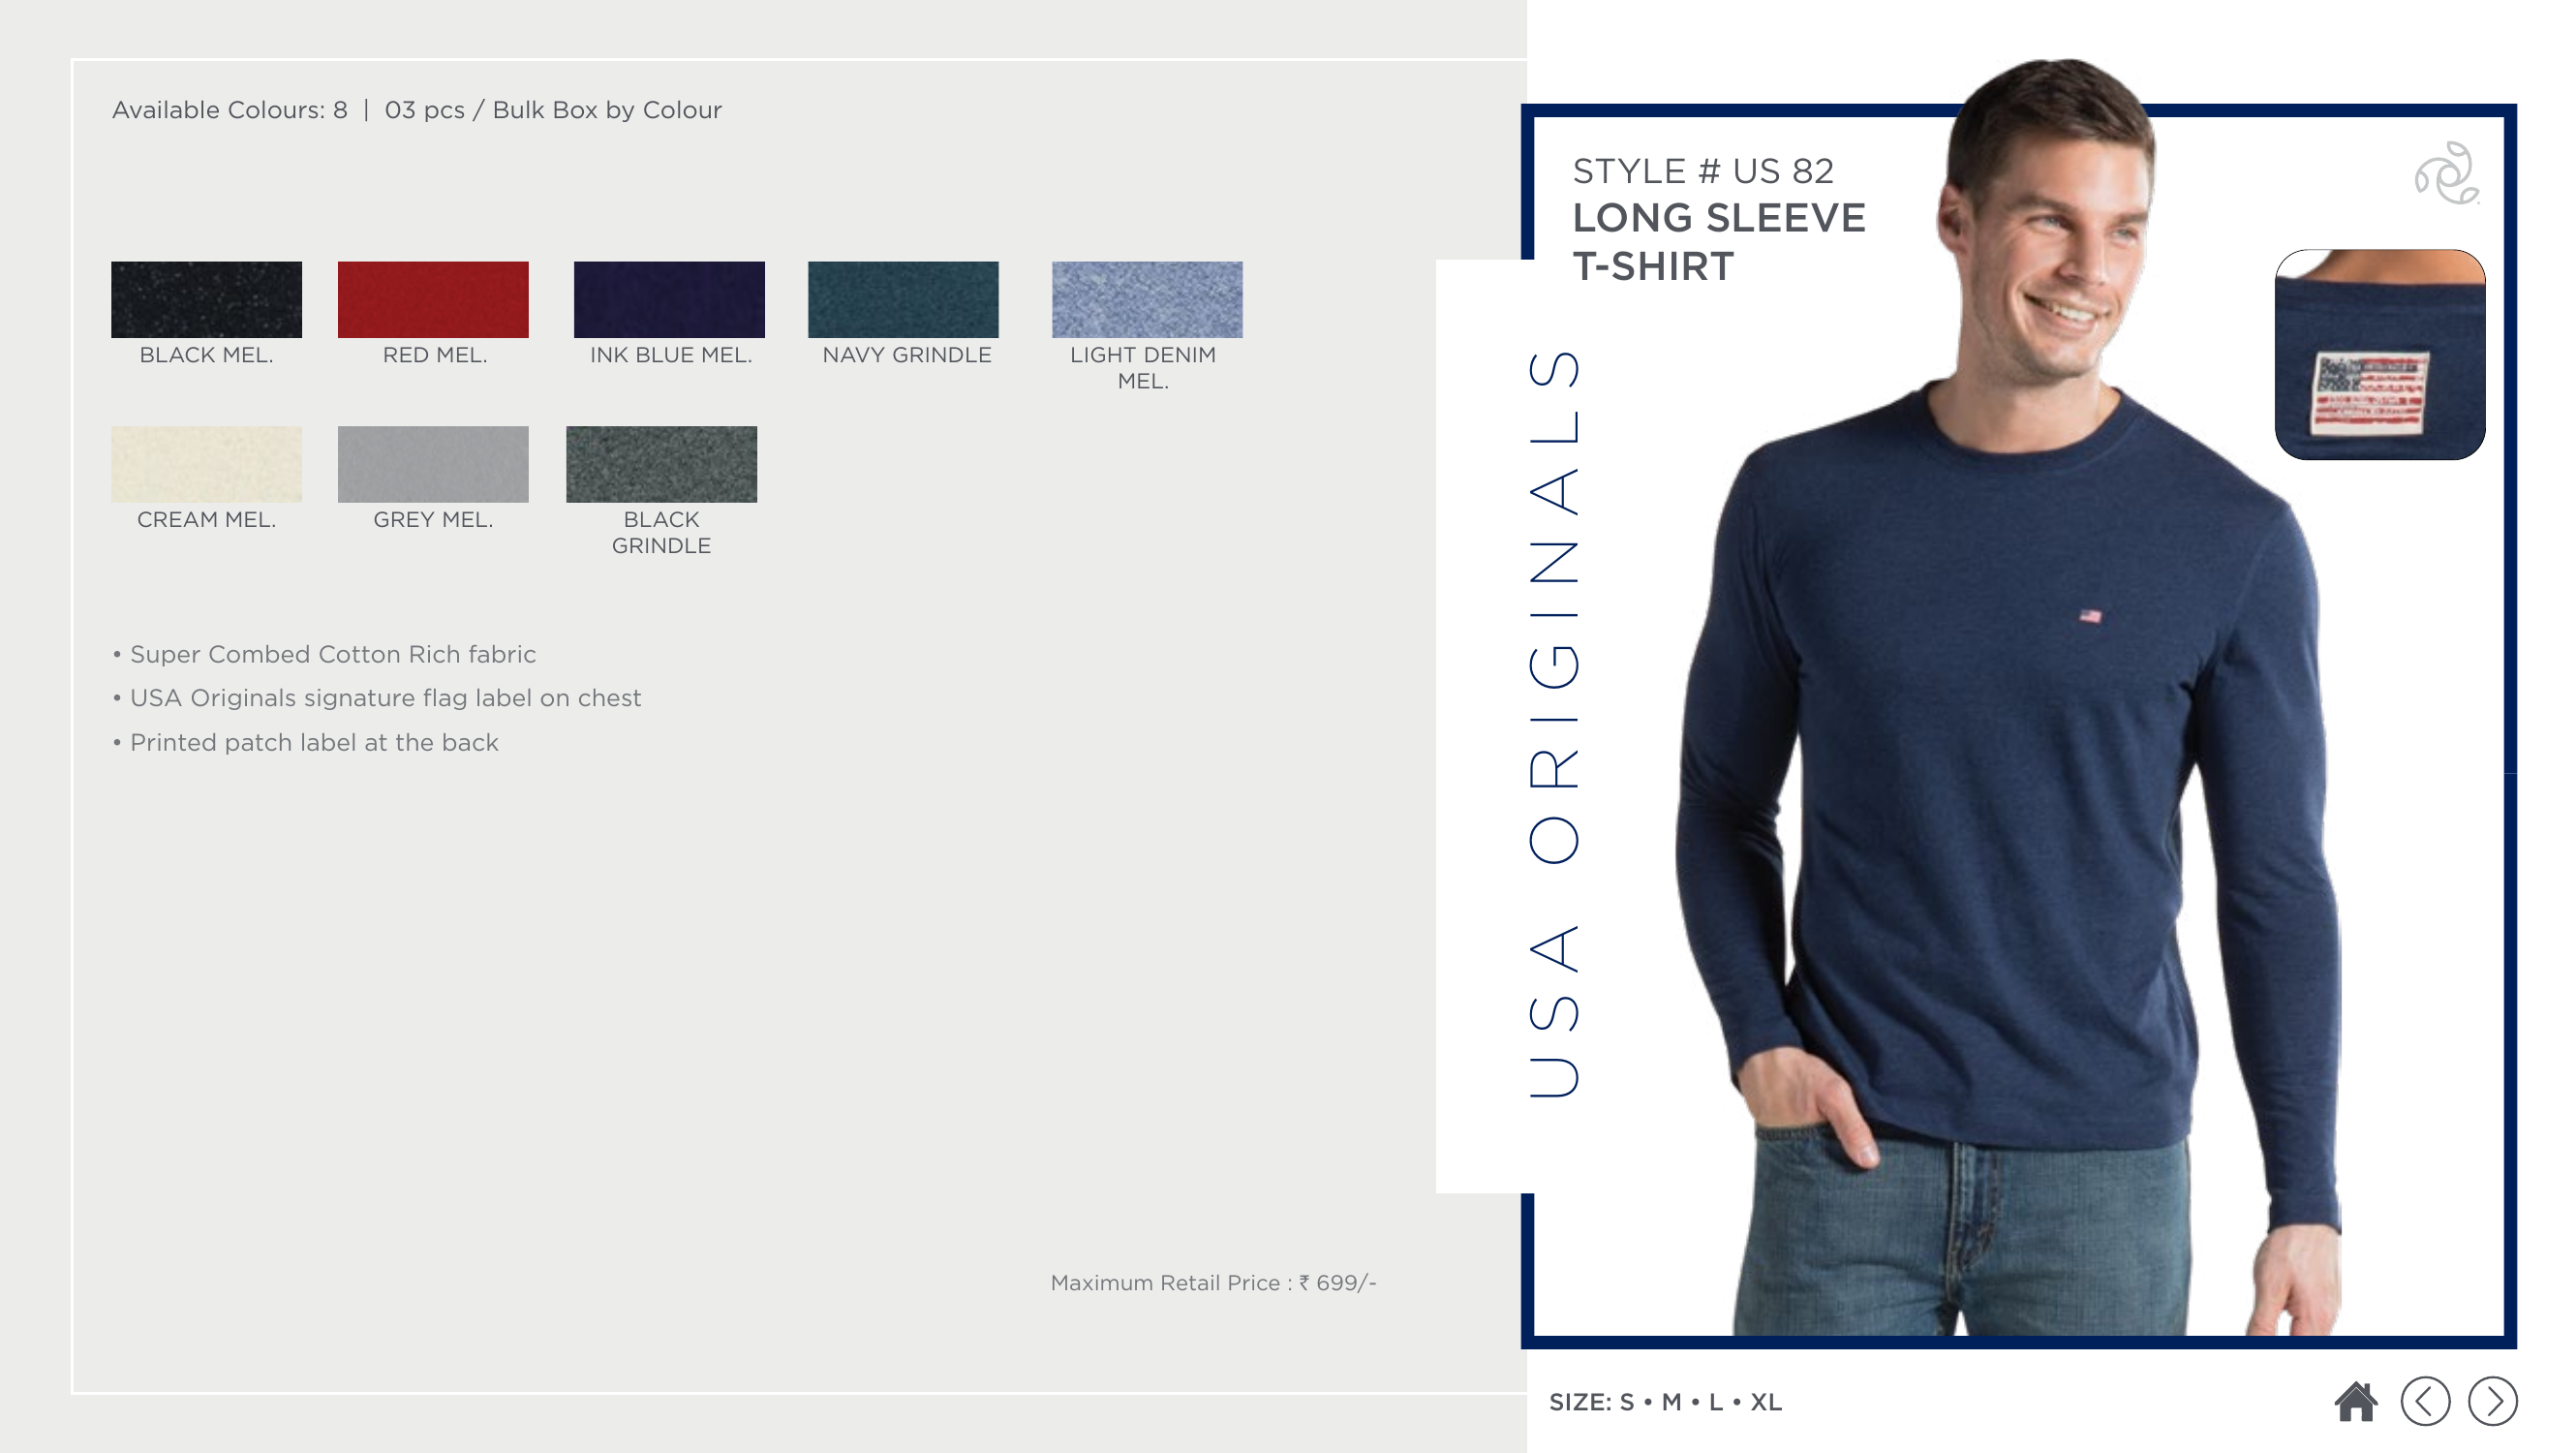 Available Colours: 8 | 03 pcs / Bulk Box by Colour
BLACK MEL.
RED MEL.
INK BLUE MEL.
NAVY GRINDLE
LIGHT DENIM
MEL.
CREAM MEL.
GREY MEL.
BLACK
GRINDLE
• Super Combed Cotton Rich fabric
• USA Originals signature flag label on chest
• Printed patch label at the back
Maximum Retail Price : ₹ 699/-
USA ORIGINALS
STYLE # US 82
LONG SLEEVE
T-SHIRT
SIZE: S • M • L • XL